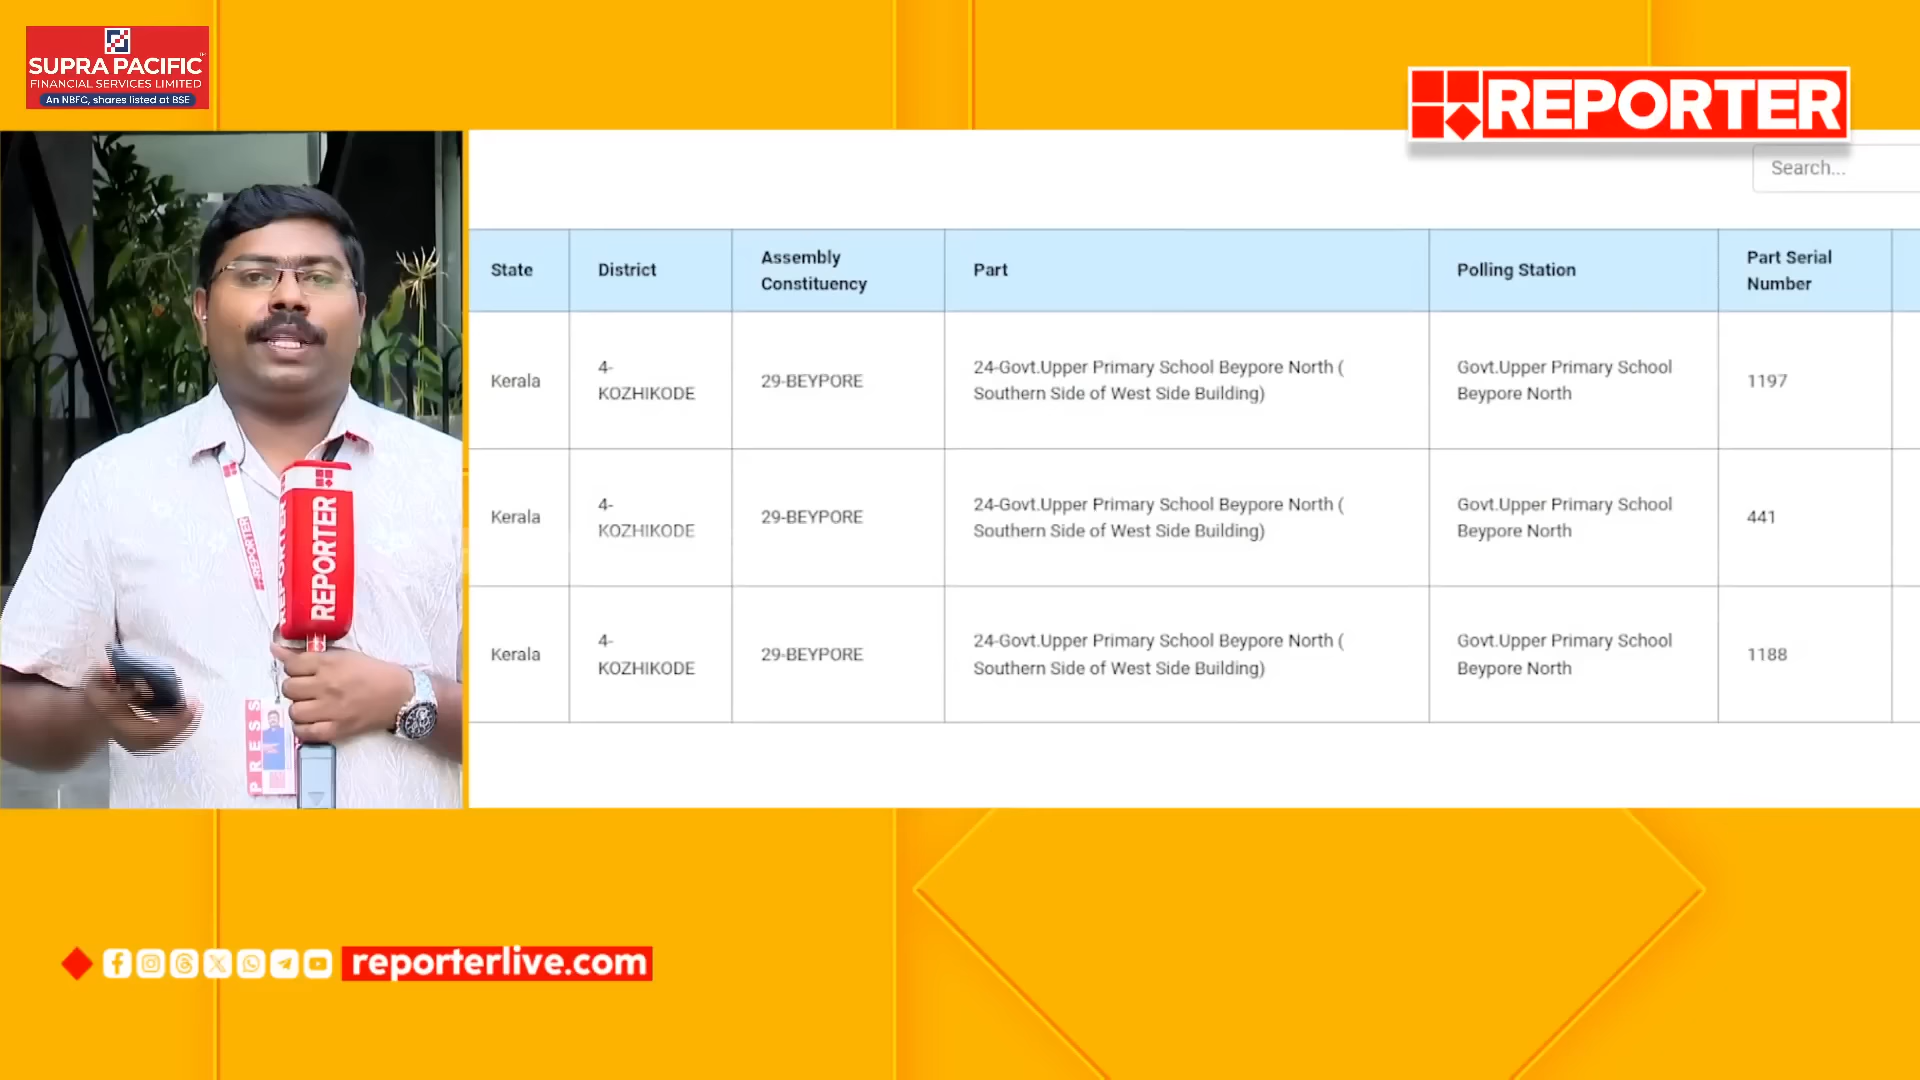 SUPRA PACIFIC
FINANCIAL SERVICES LIMITED
An NBFC, shares listed at BSE
REPORTER
Search...
State
District
Assembly
Constituency
Part
Polling Station
Part Serial
Number
Kerala
4-
KOZHIKODE
29-BEYPORE
24-Govt.Upper Primary School Beypore North (
Southern Side of West Side Building)
Govt.Upper Primary School
Beypore North
1197
Kerala
4-
KOZHIKODE
29-BEYPORE
24-Govt.Upper Primary School Beypore North (
Southern Side of West Side Building)
Govt.Upper Primary School
Beypore North
441
Kerala
4-
KOZHIKODE
29-BEYPORE
24-Govt.Upper Primary School Beypore North (
Southern Side of West Side Building)
Govt.Upper Primary School
Beypore North
1188
REPORTER
REPORTER
REPORTER
PRESS
reporterlive.com